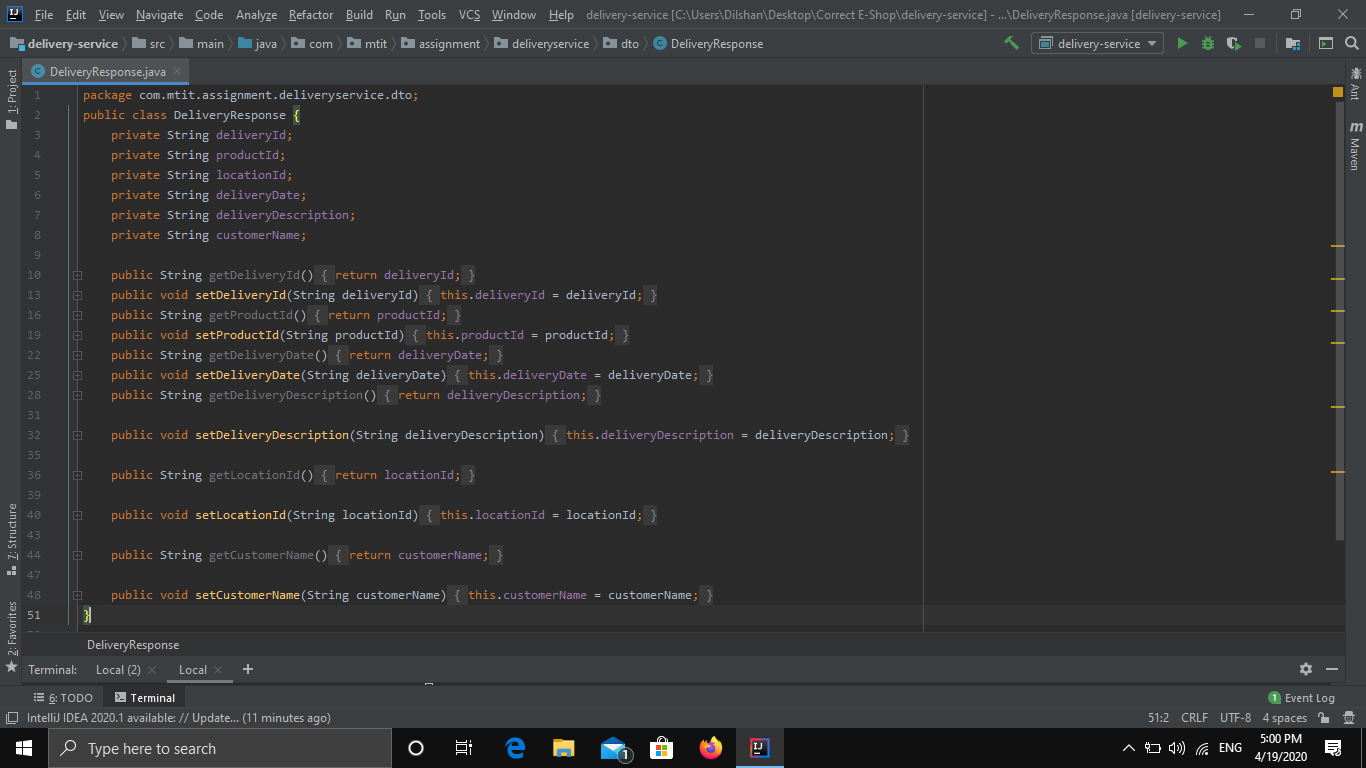 File Edit View Navigate Code Analyze Refactor Build Run Tools VCS Window Help delivery-service [C:\Users\Dilshan\Desktop\Correct E-Shop\delivery-service] - ...\DeliveryResponse.java [delivery-service]
delivery-service src main java com mtit assignment deliveryservice dto DeliveryResponse delivery-service
DeliveryResponse.java
1: Project
7: Structure
2: Favorites
Ant
Maven
1 package com.mtit.assignment.deliveryservice.dto;
2 public class DeliveryResponse {
3 private String deliveryId;
4 private String productId;
5 private String locationId;
6 private String deliveryDate;
7 private String deliveryDescription;
8 private String customerName;
9
10 public String getDeliveryId() { return deliveryId; }
13 public void setDeliveryId(String deliveryId) { this.deliveryId = deliveryId; }
16 public String getProductId() { return productId; }
19 public void setProductId(String productId) { this.productId = productId; }
22 public String getDeliveryDate() { return deliveryDate; }
25 public void setDeliveryDate(String deliveryDate) { this.deliveryDate = deliveryDate; }
28 public String getDeliveryDescription() { return deliveryDescription; }
31
32 public void setDeliveryDescription(String deliveryDescription) { this.deliveryDescription = deliveryDescription; }
35
36 public String getLocationId() { return locationId; }
39
40 public void setLocationId(String locationId) { this.locationId = locationId; }
43
44 public String getCustomerName() { return customerName; }
47
48 public void setCustomerName(String customerName) { this.customerName = customerName; }
51 }
DeliveryResponse
Terminal: Local (2) Local +
6: TODO Terminal 1 Event Log
IntelliJ IDEA 2020.1 available: // Update... (11 minutes ago) 51:2 CRLF UTF-8 4 spaces
Type here to search 1 ENG 5:00 PM
4/19/2020